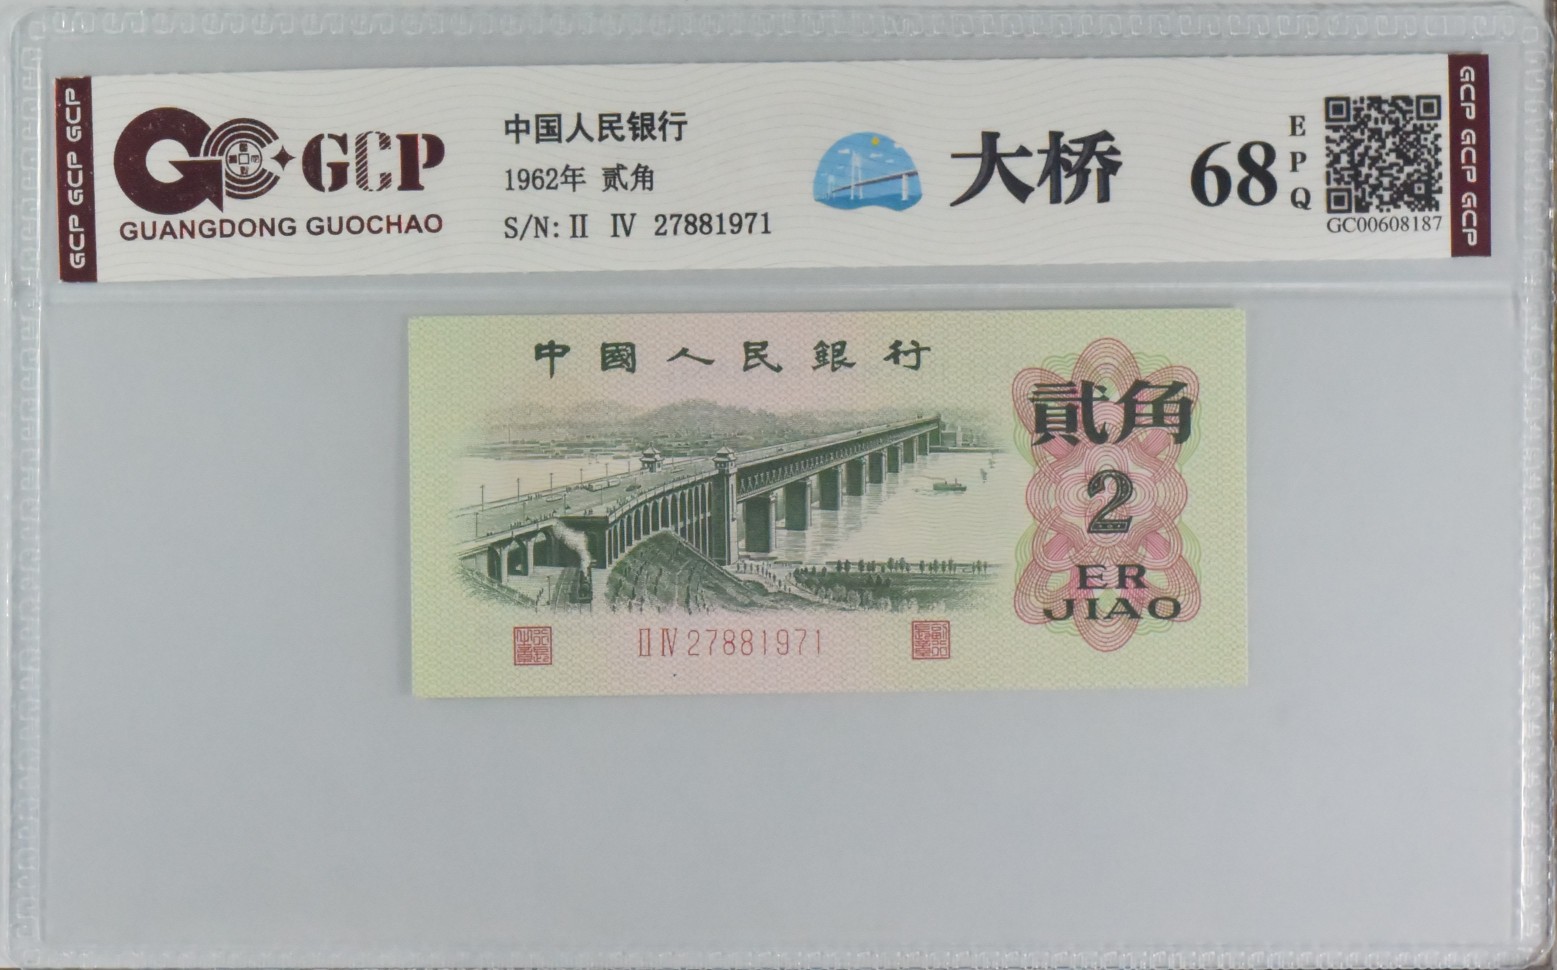 GCP GCP GCP
GCP
GUANGDONG GUOCHAO
中国人民银行
1962年 贰角
S/N: II IV 27881971
大桥
68
E
P
Q
GC00608187
GCP GCP GCP
中國人民銀行
貳角
2
ER
JIAO
II IV 27881971